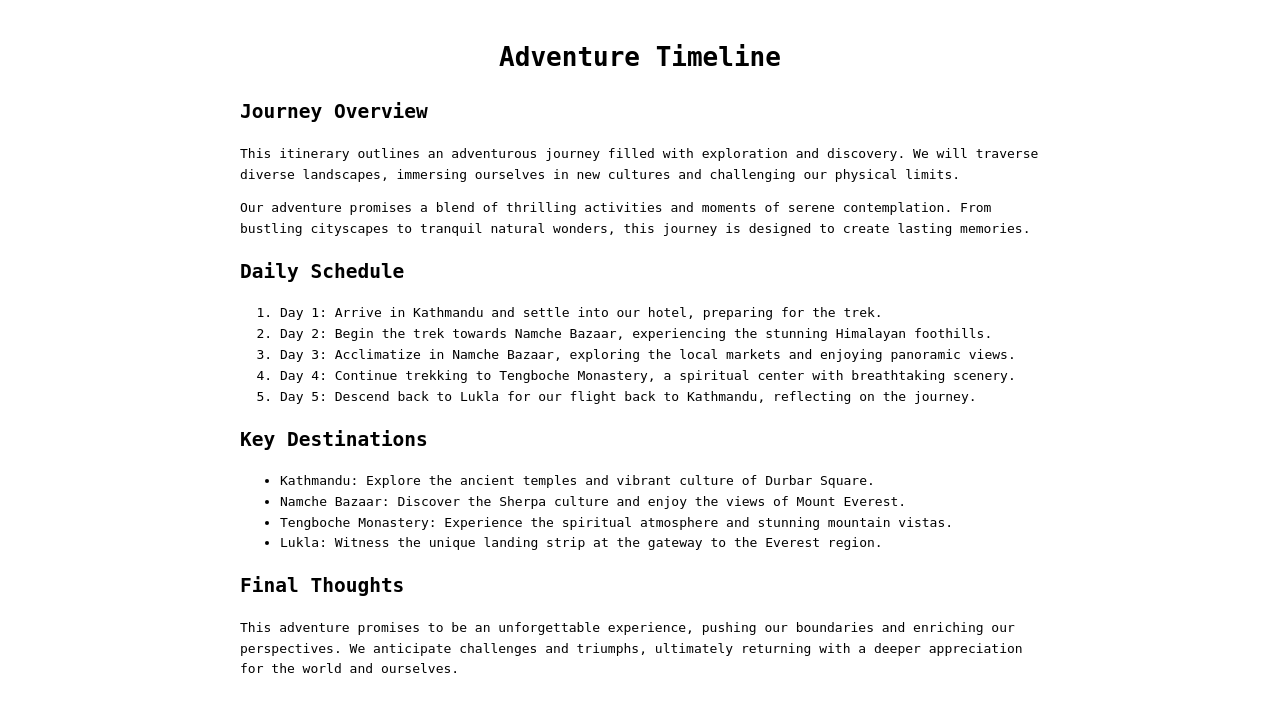 Adventure Timeline
Journey Overview
This itinerary outlines an adventurous journey filled with exploration and discovery. We will traverse
diverse landscapes, immersing ourselves in new cultures and challenging our physical limits.
Our adventure promises a blend of thrilling activities and moments of serene contemplation. From
bustling cityscapes to tranquil natural wonders, this journey is designed to create lasting memories.
Daily Schedule
1. Day 1: Arrive in Kathmandu and settle into our hotel, preparing for the trek.
2. Day 2: Begin the trek towards Namche Bazaar, experiencing the stunning Himalayan foothills.
3. Day 3: Acclimatize in Namche Bazaar, exploring the local markets and enjoying panoramic views.
4. Day 4: Continue trekking to Tengboche Monastery, a spiritual center with breathtaking scenery.
5. Day 5: Descend back to Lukla for our flight back to Kathmandu, reflecting on the journey.
Key Destinations
• Kathmandu: Explore the ancient temples and vibrant culture of Durbar Square.
• Namche Bazaar: Discover the Sherpa culture and enjoy the views of Mount Everest.
• Tengboche Monastery: Experience the spiritual atmosphere and stunning mountain vistas.
• Lukla: Witness the unique landing strip at the gateway to the Everest region.
Final Thoughts
This adventure promises to be an unforgettable experience, pushing our boundaries and enriching our
perspectives. We anticipate challenges and triumphs, ultimately returning with a deeper appreciation
for the world and ourselves.